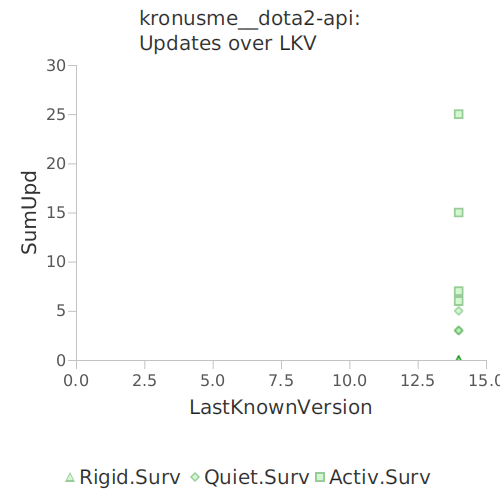 kronusme__dota2-api:
Updates over LKV
30
25
20
15
10
5
0
SumUpd
0.0 2.5 5.0 7.5 10.0 12.5 15.0
LastKnownVersion
Rigid.Surv Quiet.Surv Activ.Surv